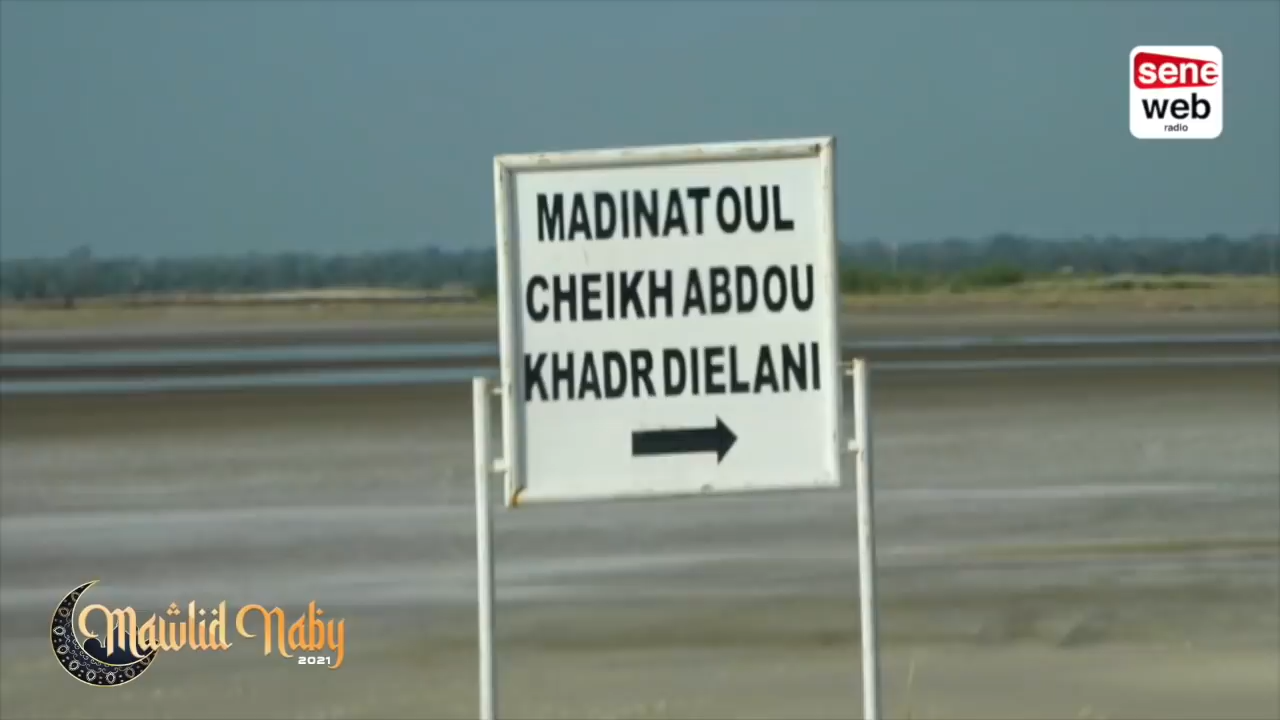 sene
web
radio
MADINATOUL
CHEIKH ABDOU
KHADR DIELANI
Mawlid Naby
2021